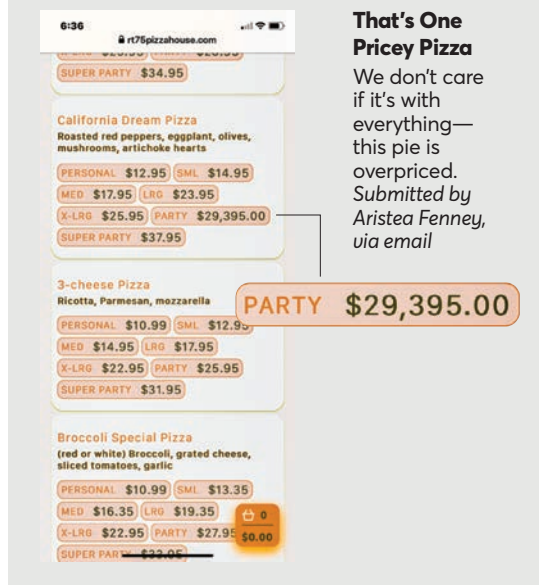 6:36
rt75pizzahouse.com
SUPER PARTY $34.95
California Dream Pizza
Roasted red peppers, eggplant, olives,
mushrooms, artichoke hearts
PERSONAL $12.95 SML $14.95
MED $17.95 LRG $23.95
X-LRG $25.95 PARTY $29,395.00
SUPER PARTY $37.95
3-cheese Pizza
Ricotta, Parmesan, mozzarella
PERSONAL $10.99 SML $12.95
MED $14.95 LRG $17.95
X-LRG $22.95 PARTY $25.95
SUPER PARTY $31.95
Broccoli Special Pizza
(red or white) Broccoli, grated cheese,
sliced tomatoes, garlic
PERSONAL $10.99 SML $13.35
MED $16.35 LRG $19.35
X-LRG $22.95 PARTY $27.95
SUPER PARTY
0
$0.00
PARTY $29,395.00
That's One
Pricey Pizza
We don't care
if it's with
everything—
this pie is
overpriced.
Submitted by
Aristea Fenney,
via email